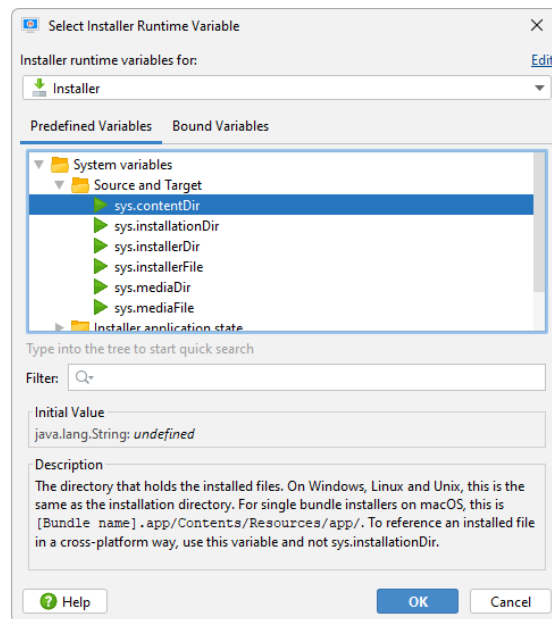 Select Installer Runtime Variable
Installer runtime variables for:
Edit
Installer
Predefined Variables
Bound Variables
System variables
Source and Target
sys.contentDir
sys.installationDir
sys.installerDir
sys.installerFile
sys.mediaDir
sys.mediaFile
Installer application state
Type into the tree to start quick search
Filter:
Initial Value
java.lang.String: undefined
Description
The directory that holds the installed files. On Windows, Linux and Unix, this is the
same as the installation directory. For single bundle installers on macOS, this is
[Bundle name].app/Contents/Resources/app/. To reference an installed file
in a cross-platform way, use this variable and not sys.installationDir.
Help
OK
Cancel